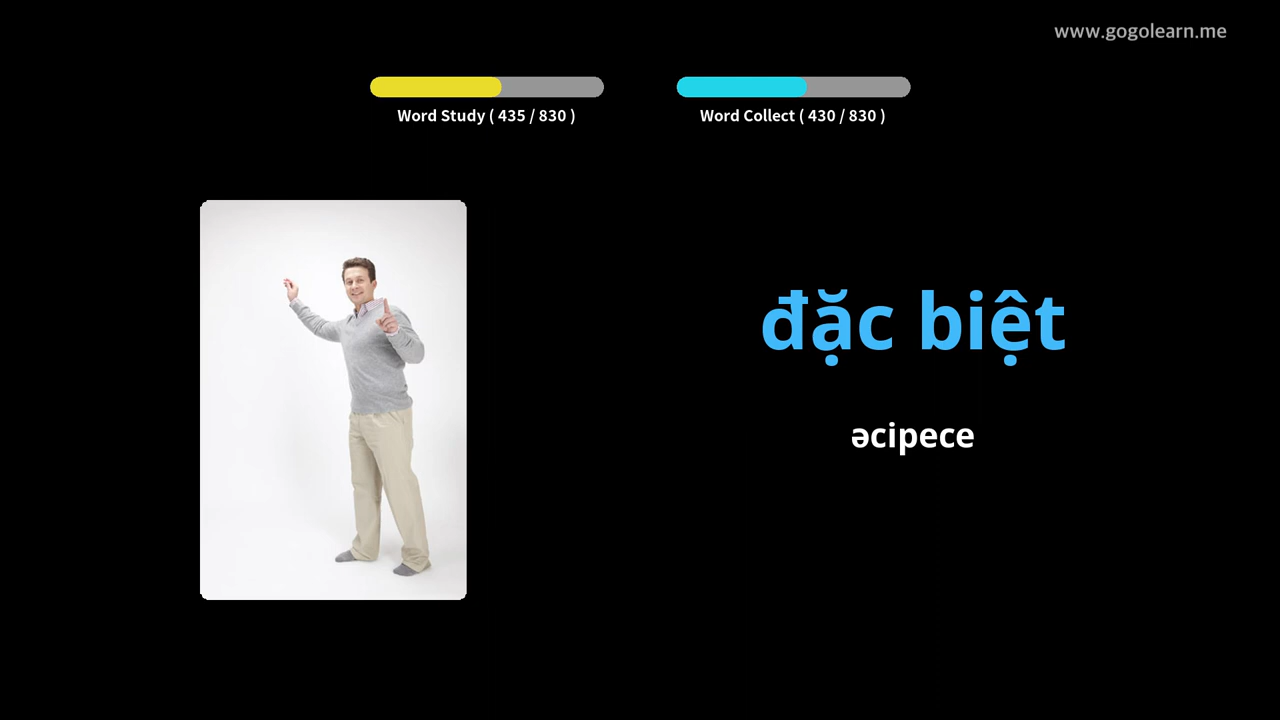 www.gogolearn.me
Word Study ( 435 / 830 )
Word Collect ( 430 / 830 )
đặc biệt
əcipece